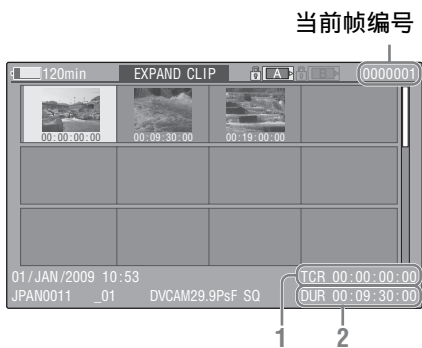 当前帧编号
120min EXPAND CLIP A B 0000001
00:00:00:00 00:09:30:00 00:19:00:00
01/JAN/2009 10:53 TCR 00:00:00:00
JPAN0011 _01 DVCAM29.9PsF SQ DUR 00:09:30:00
1 2